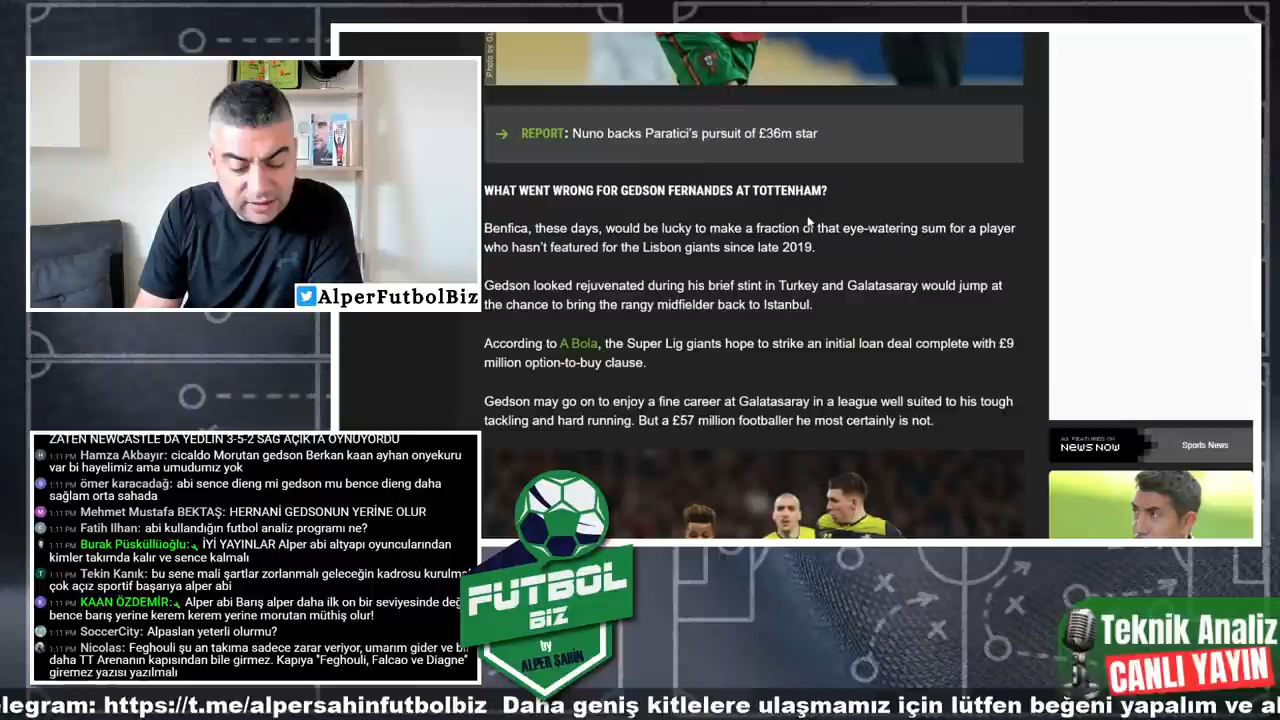 REPORT: Nuno backs Paratici's pursuit of £36m star
WHAT WENT WRONG FOR GEDSON FERNANDES AT TOTTENHAM?
Benfica, these days, would be lucky to make a fraction of that eye-watering sum for a player
who hasn't featured for the Lisbon giants since late 2019.
Gedson looked rejuvenated during his brief stint in Turkey and Galatasaray would jump at
the chance to bring the rangy midfielder back to Istanbul.
According to A Bola, the Super Lig giants hope to strike an initial loan deal complete with £9
million option-to-buy clause.
Gedson may go on to enjoy a fine career at Galatasaray in a league well suited to his tough
tackling and hard running. But a £57 million footballer he most certainly is not.
AS FEATURED ON
NEWS NOW
Sports News
AlperFutbolBiz
ZATEN NEWCASTLE DA YEDLİN 3-5-2 SAĞ AÇIKTA OYNUYORDU
1:11 PM Hamza Akbayır: cicaldo Morutan gedson Berkan kaan ayhan onyekuru
var bi hayelimiz ama umudumız yok
1:11 PM ömer karacadağ: abi sence dieng mi gedson mu bence dieng daha
sağlam orta sahada
1:11 PM Mehmet Mustafa BEKTAŞ: HERNANİ GEDSONUN YERİNE OLUR
1:11 PM Fatih Ilhan: abi kullandığın futbol analiz programı ne?
1:11 PM Burak Püsküllüoğlu: İYİ YAYINLAR Alper abi altyapı oyuncularından
kimler takımda kalır ve sence kalmalı
1:11 PM Tekin Kanık: bu sene mali şartlar zorlanmalı geleceğin kadrosu kurulma
çok açız sportif başarıya alper abi
1:11 PM KAAN ÖZDEMİR: Alper abi Barış alper daha ilk on bir seviyesinde değ
bence barış yerine kerem kerem yerine morutan müthiş olur!
1:11 PM SoccerCity: Alpaslan yeterli olurmu?
1:11 PM Nicolas: Feghouli şu an takıma sadece zarar veriyor, umarım gider ve bi
daha TT Arenanın kapısından bile girmez. Kapıya "Feghouli, Falcao ve Diagne"
giremez yazısı yazılmalı
FUTBOL
BIZ
by
ALPER ŞAHİN
Teknik Analiz
CANLI YAYIN
elegram: https://t.me/alpersahinfutbolbiz Daha geniş kitlelere ulaşmamız için lütfen beğeni yapalım ve a